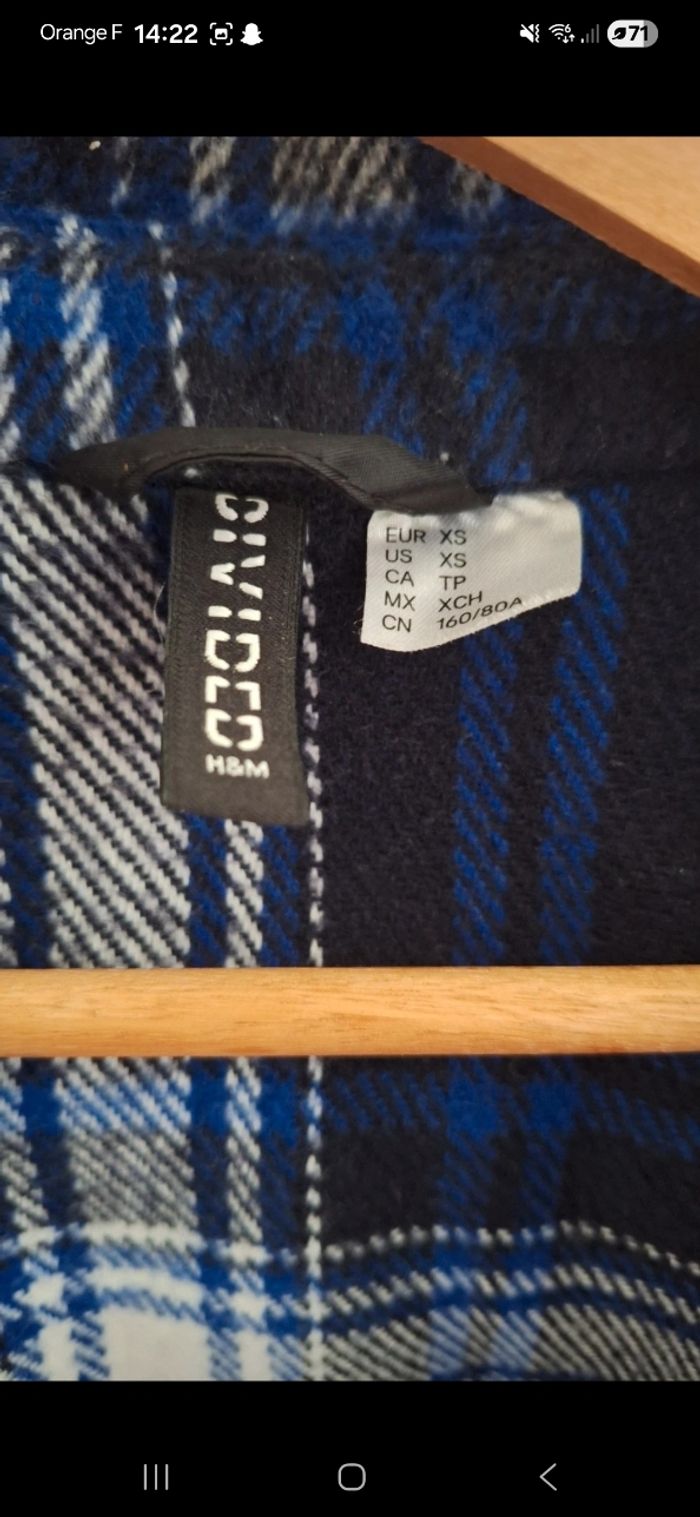 Orange F 14:22
71
DIVIDED
H&M
EUR XS
US XS
CA TP
MX XCH
CN 160/80A